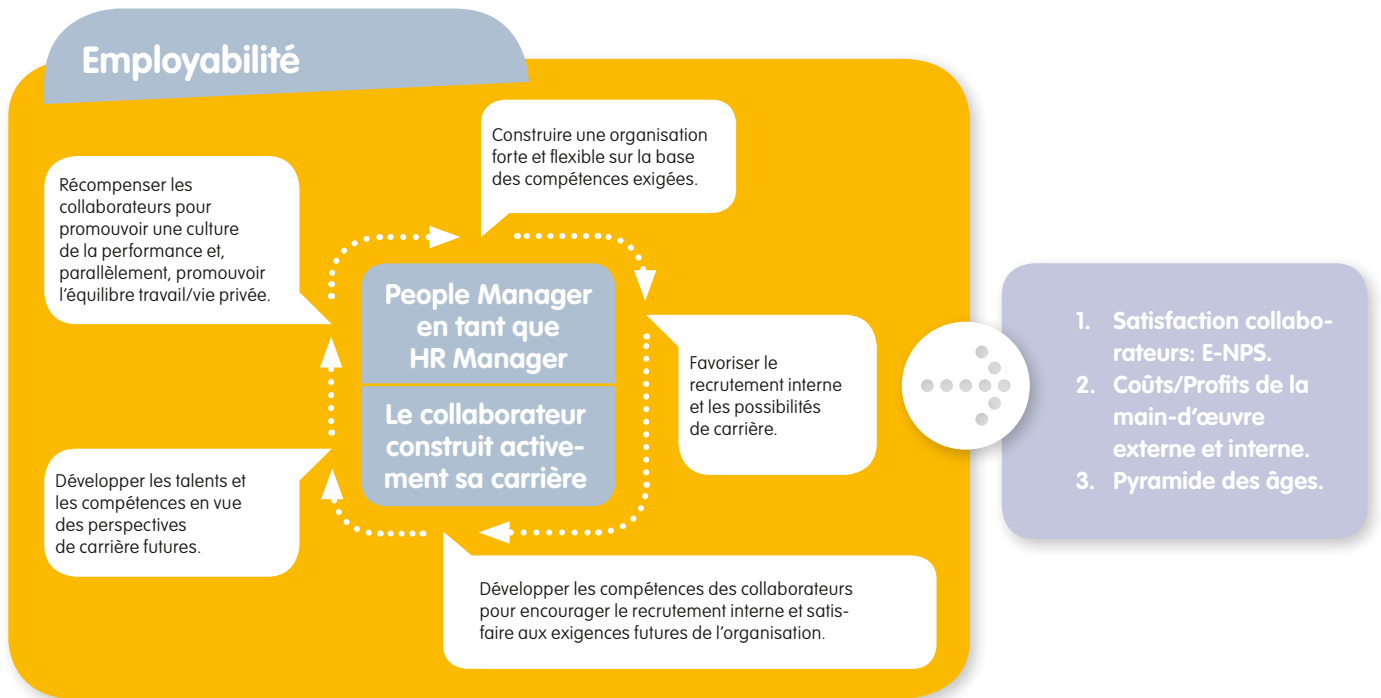 Employabilité
Construire une organisation
forte et flexible sur la base
des compétences exigées.
Récompenser les
collaborateurs pour
promouvoir une culture
de la performance et,
parallèlement, promouvoir
l'équilibre travail/vie privée.
People Manager
en tant que
HR Manager
Le collaborateur
construit active-
ment sa carrière
Favoriser le
recrutement interne
et les possibilités
de carrière.
Développer les talents et
les compétences en vue
des perspectives
de carrière futures.
Développer les compétences des collaborateurs
pour encourager le recrutement interne et satis-
faire aux exigences futures de l'organisation.
1. Satisfaction collabo-
rateurs: E-NPS.
2. Coûts/Profits de la
main-d'œuvre
externe et interne.
3. Pyramide des âges.